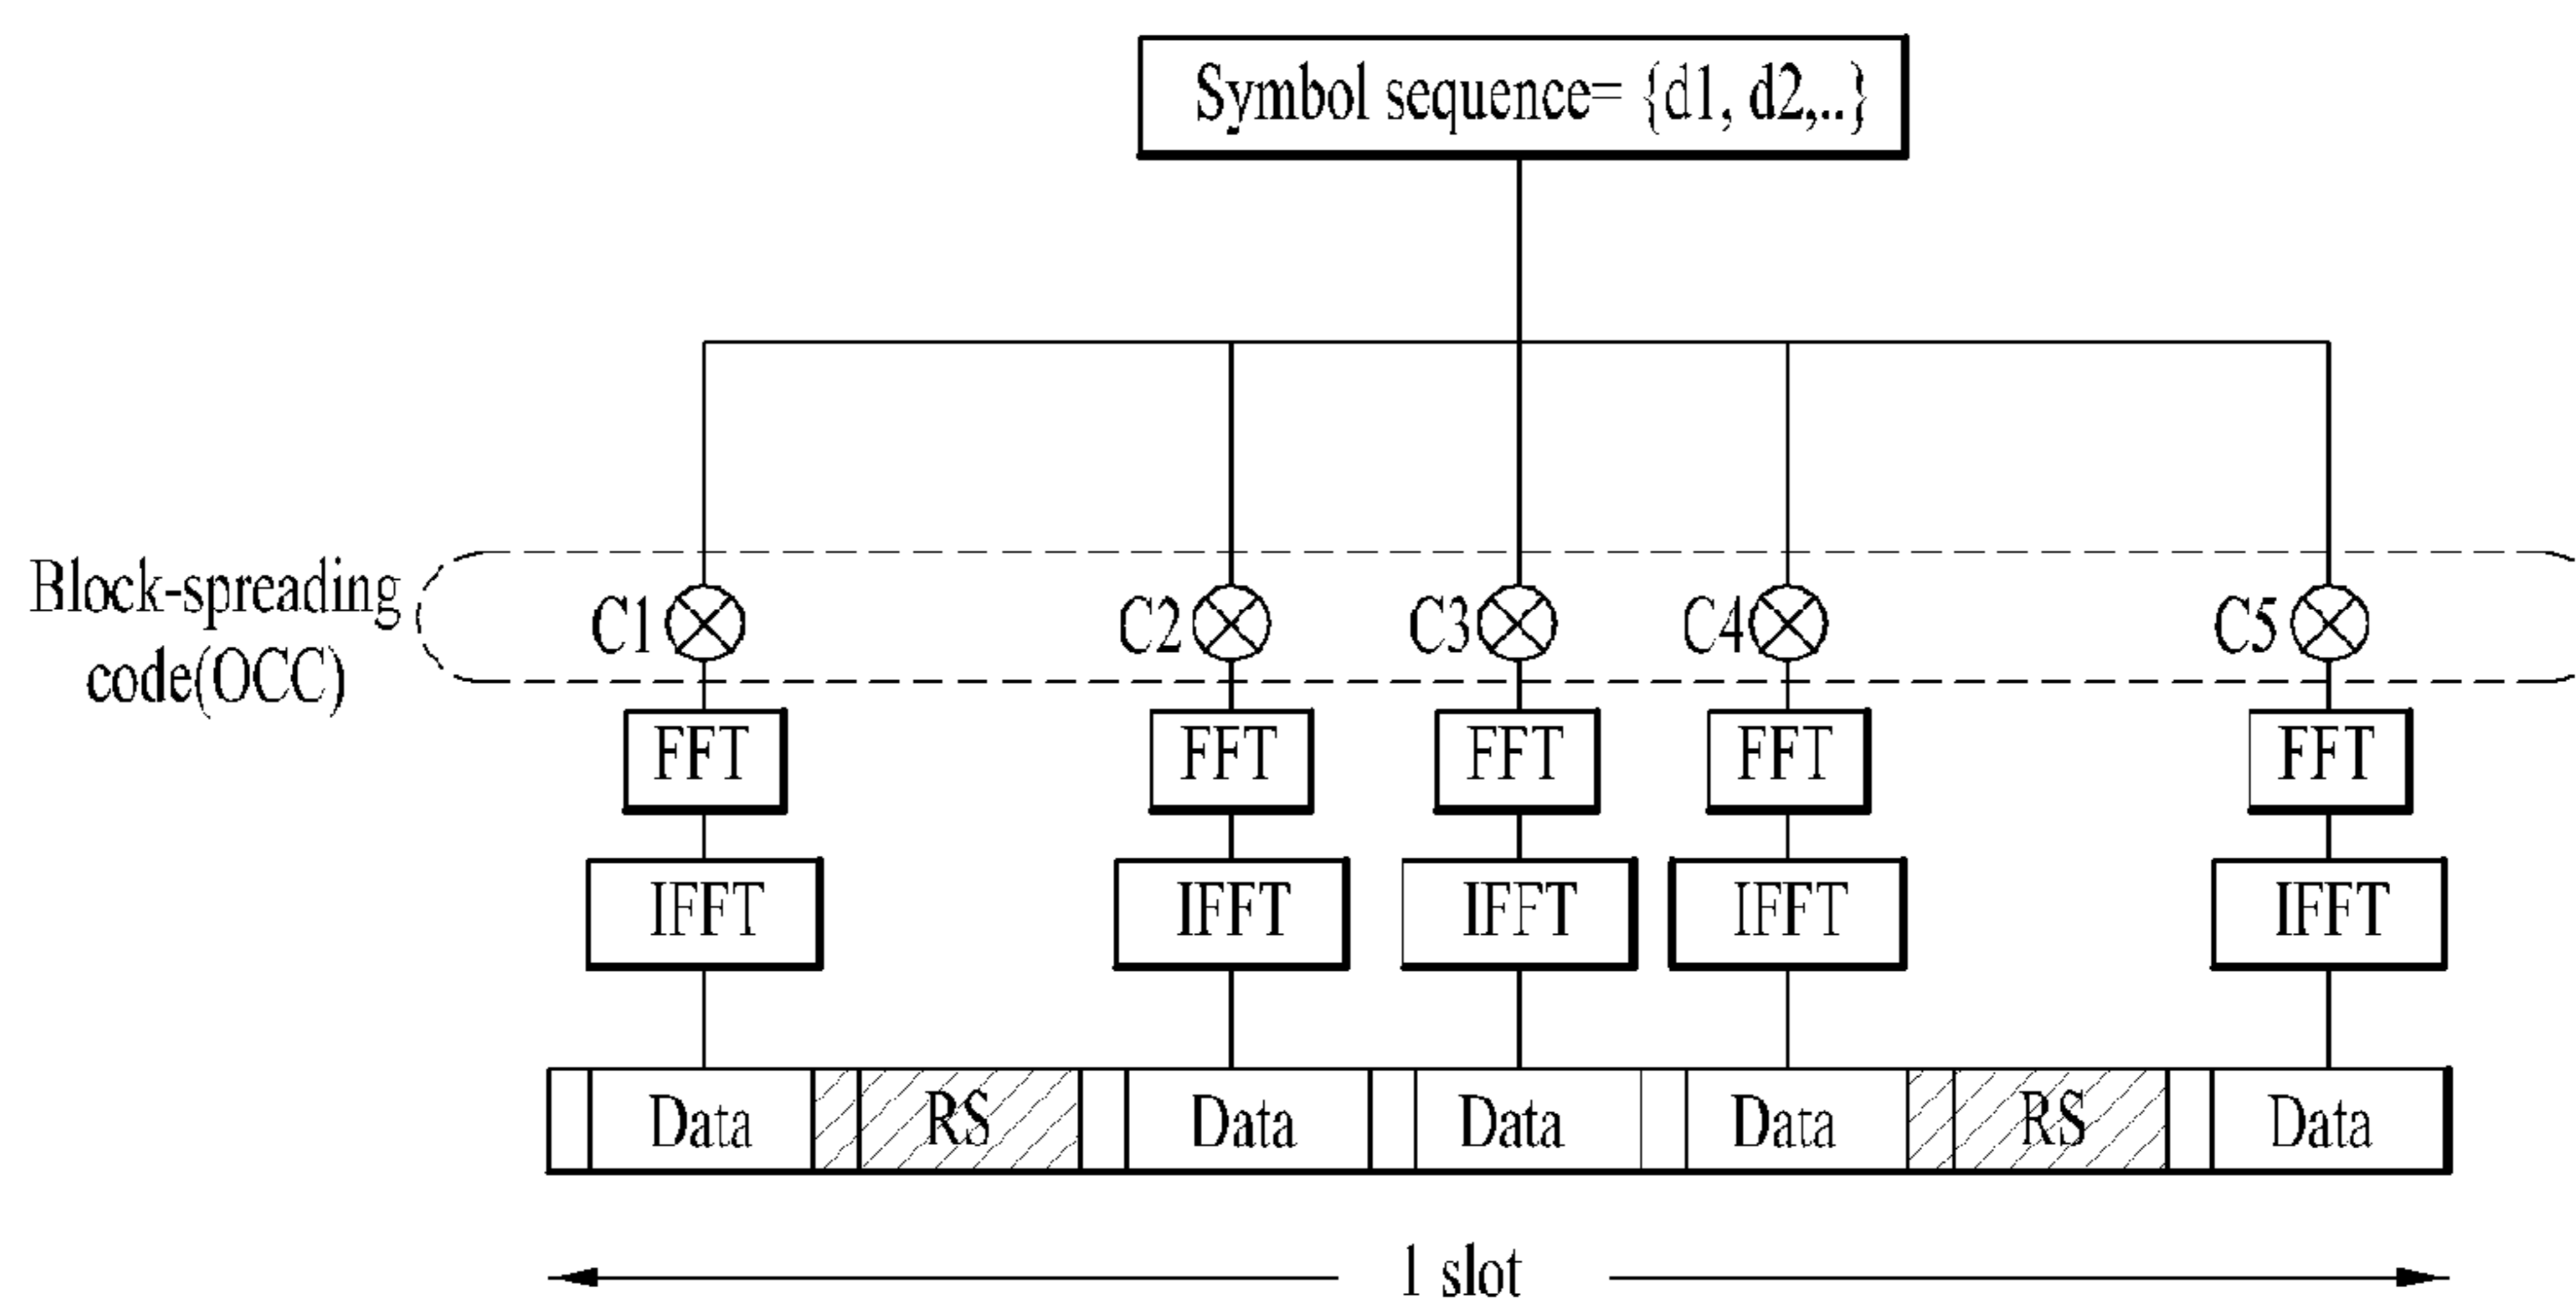 Symbol sequence= {d1, d2,..}
Block-spreading
code(OCC)
C1 C2 C3 C4 C5
FFT FFT FFT FFT FFT
IFFT IFFT IFFT IFFT IFFT
Data RS Data Data Data RS Data
1 slot